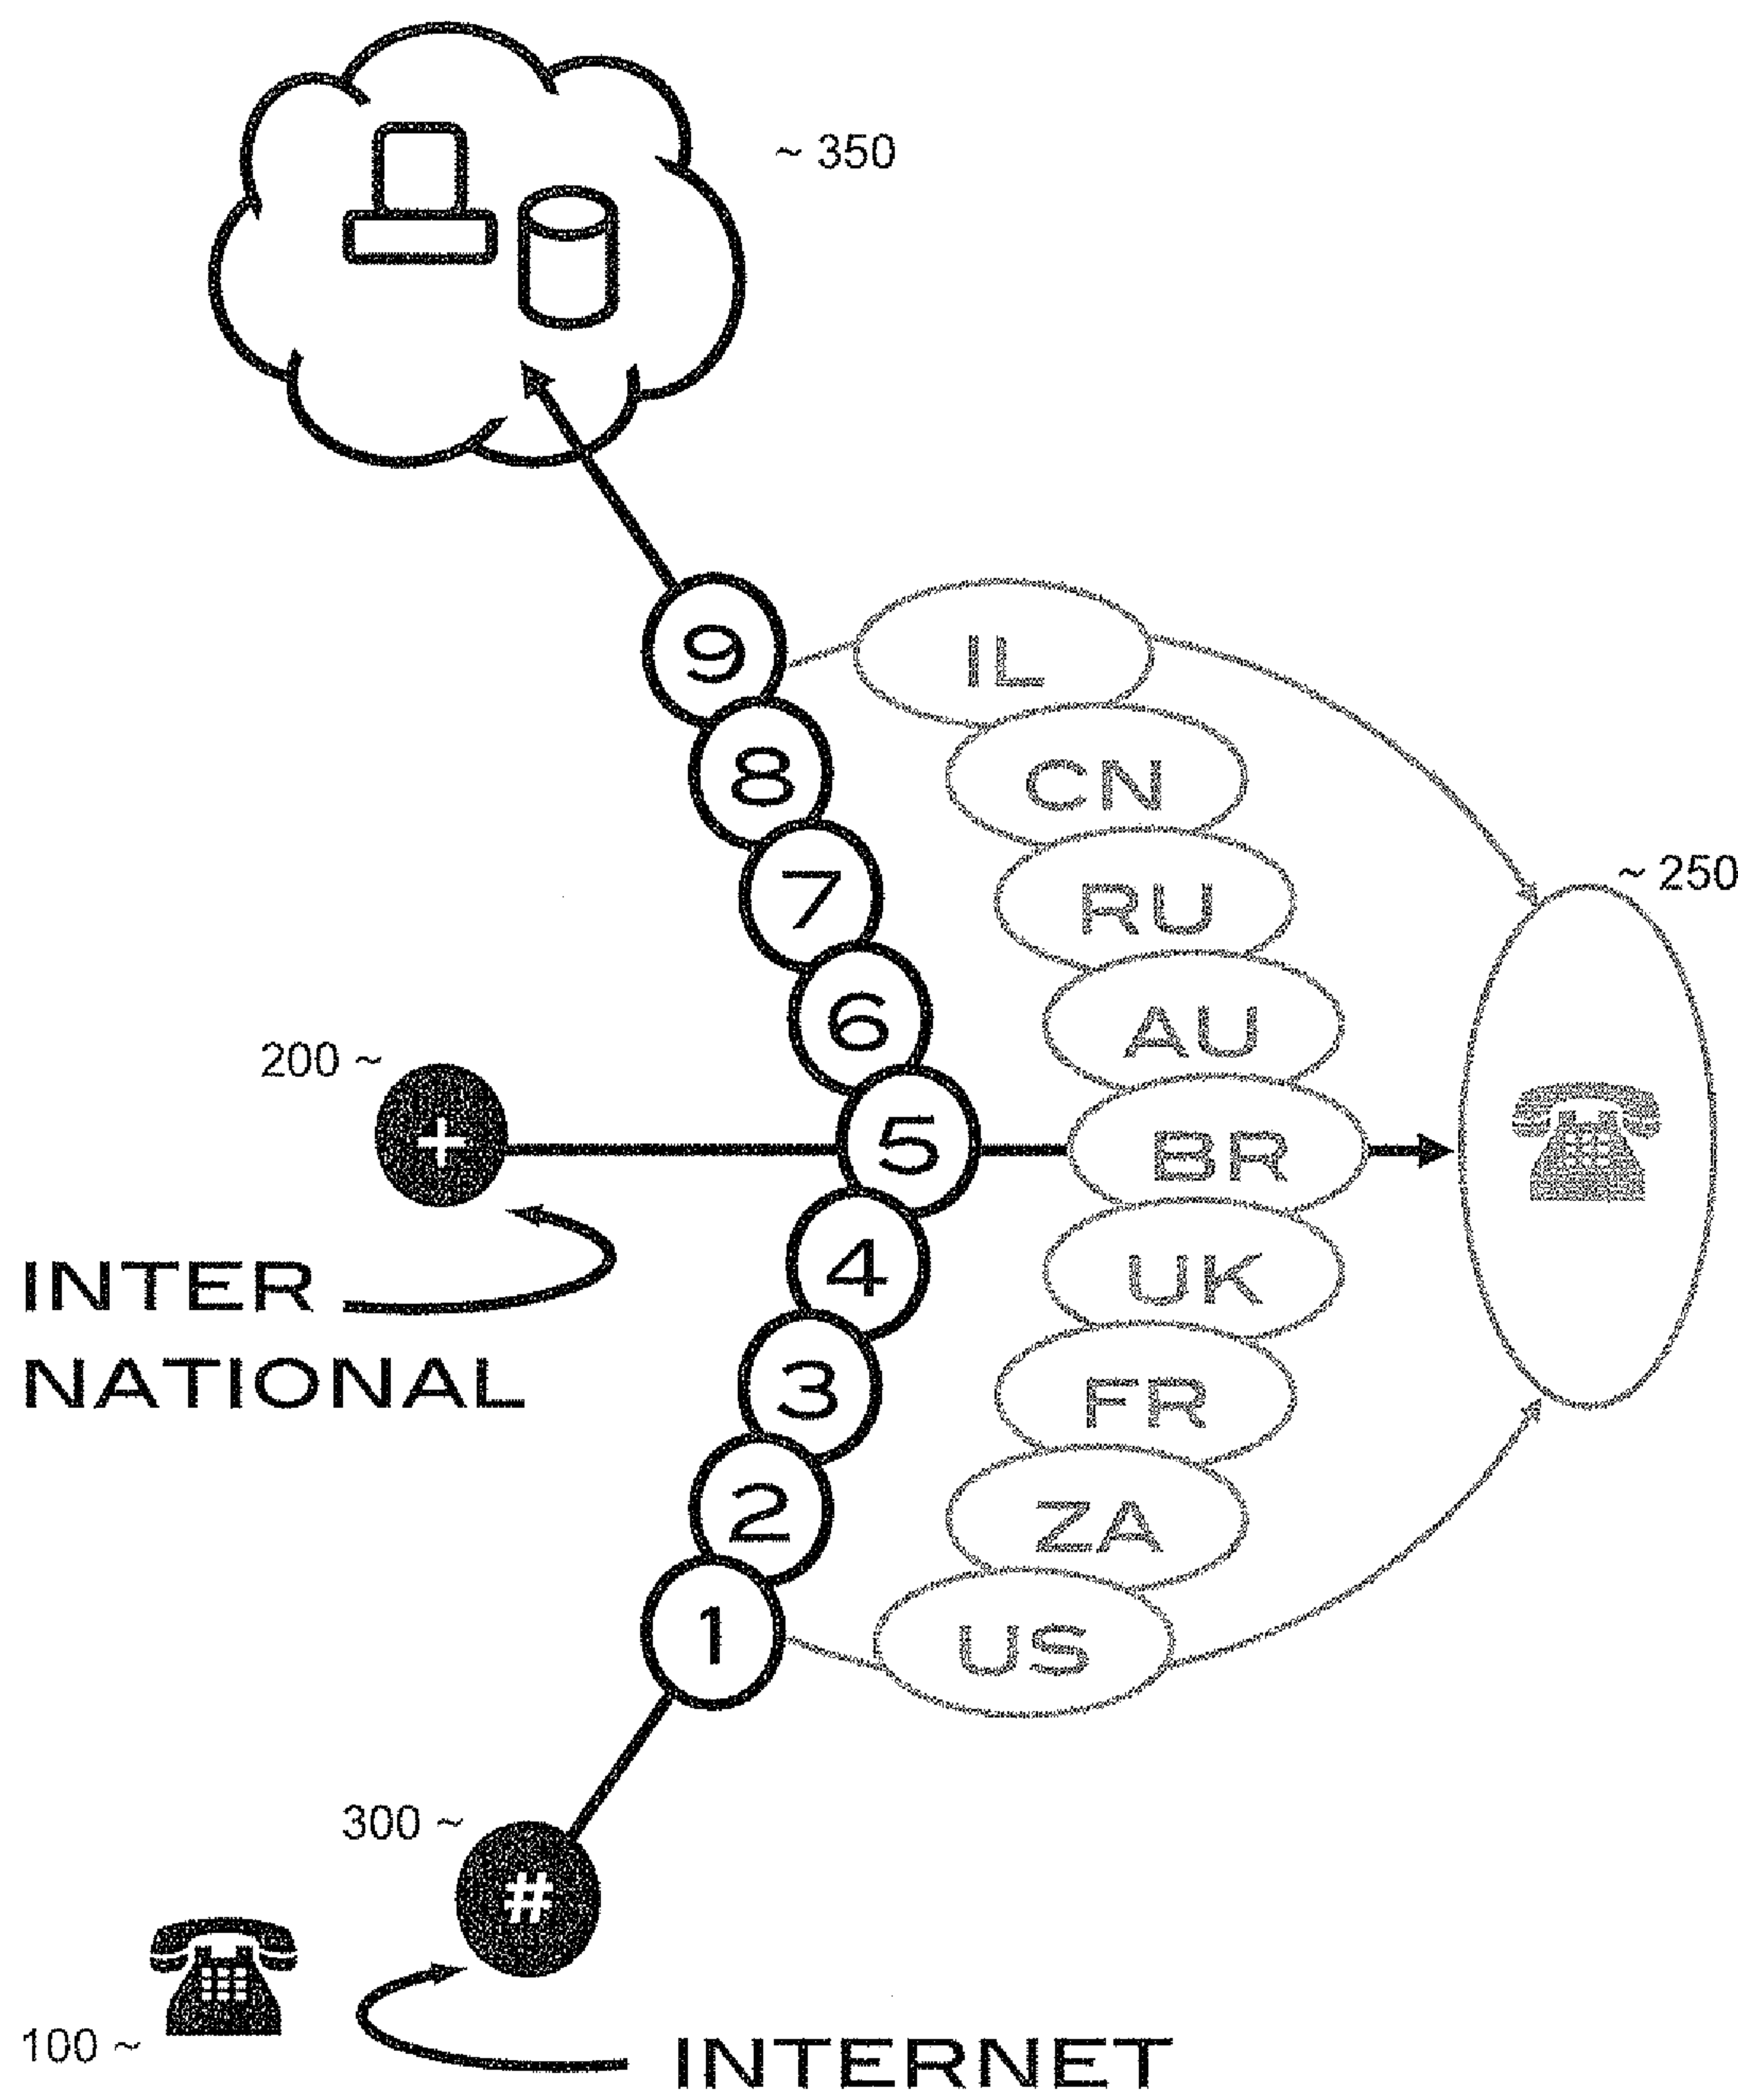 ~ 350
9
IL
8
CN
7
RU
~ 250
6
AU
200 ~
+
5
BR
INTER
NATIONAL
4
UK
3
FR
2
ZA
1
US
300 ~
#
100 ~
INTERNET